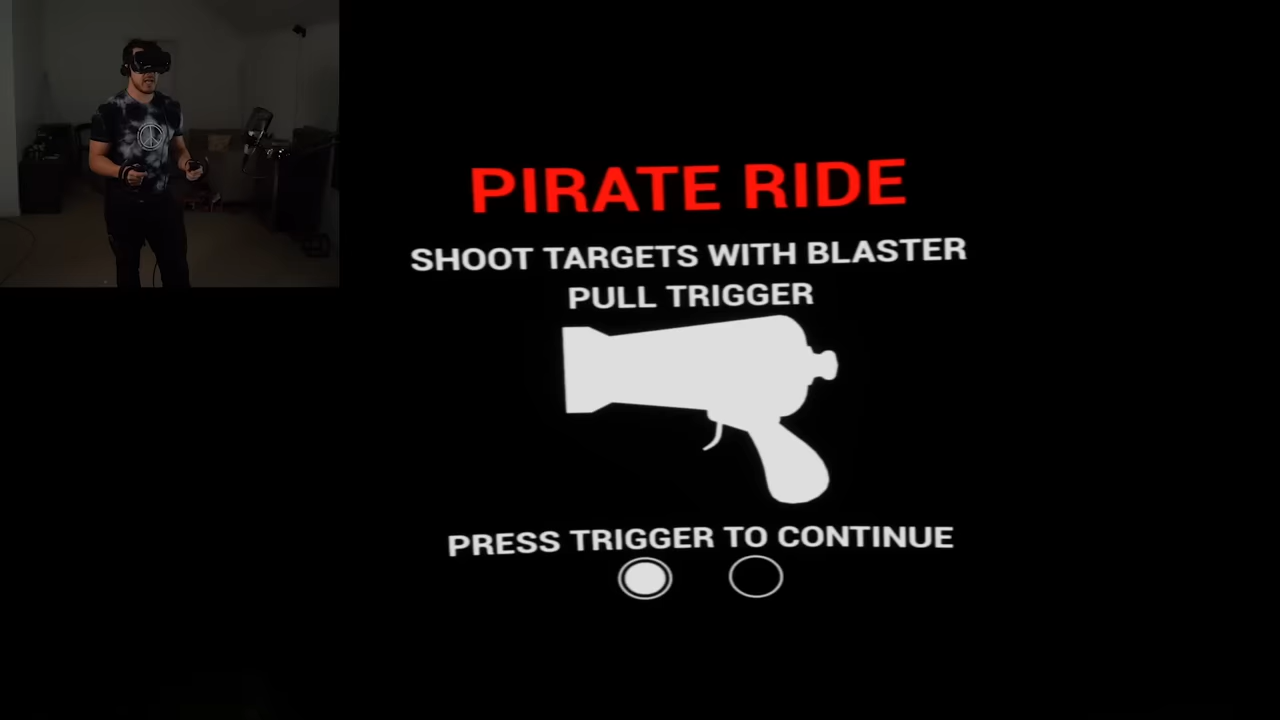 PIRATE RIDE
SHOOT TARGETS WITH BLASTER
PULL TRIGGER
PRESS TRIGGER TO CONTINUE